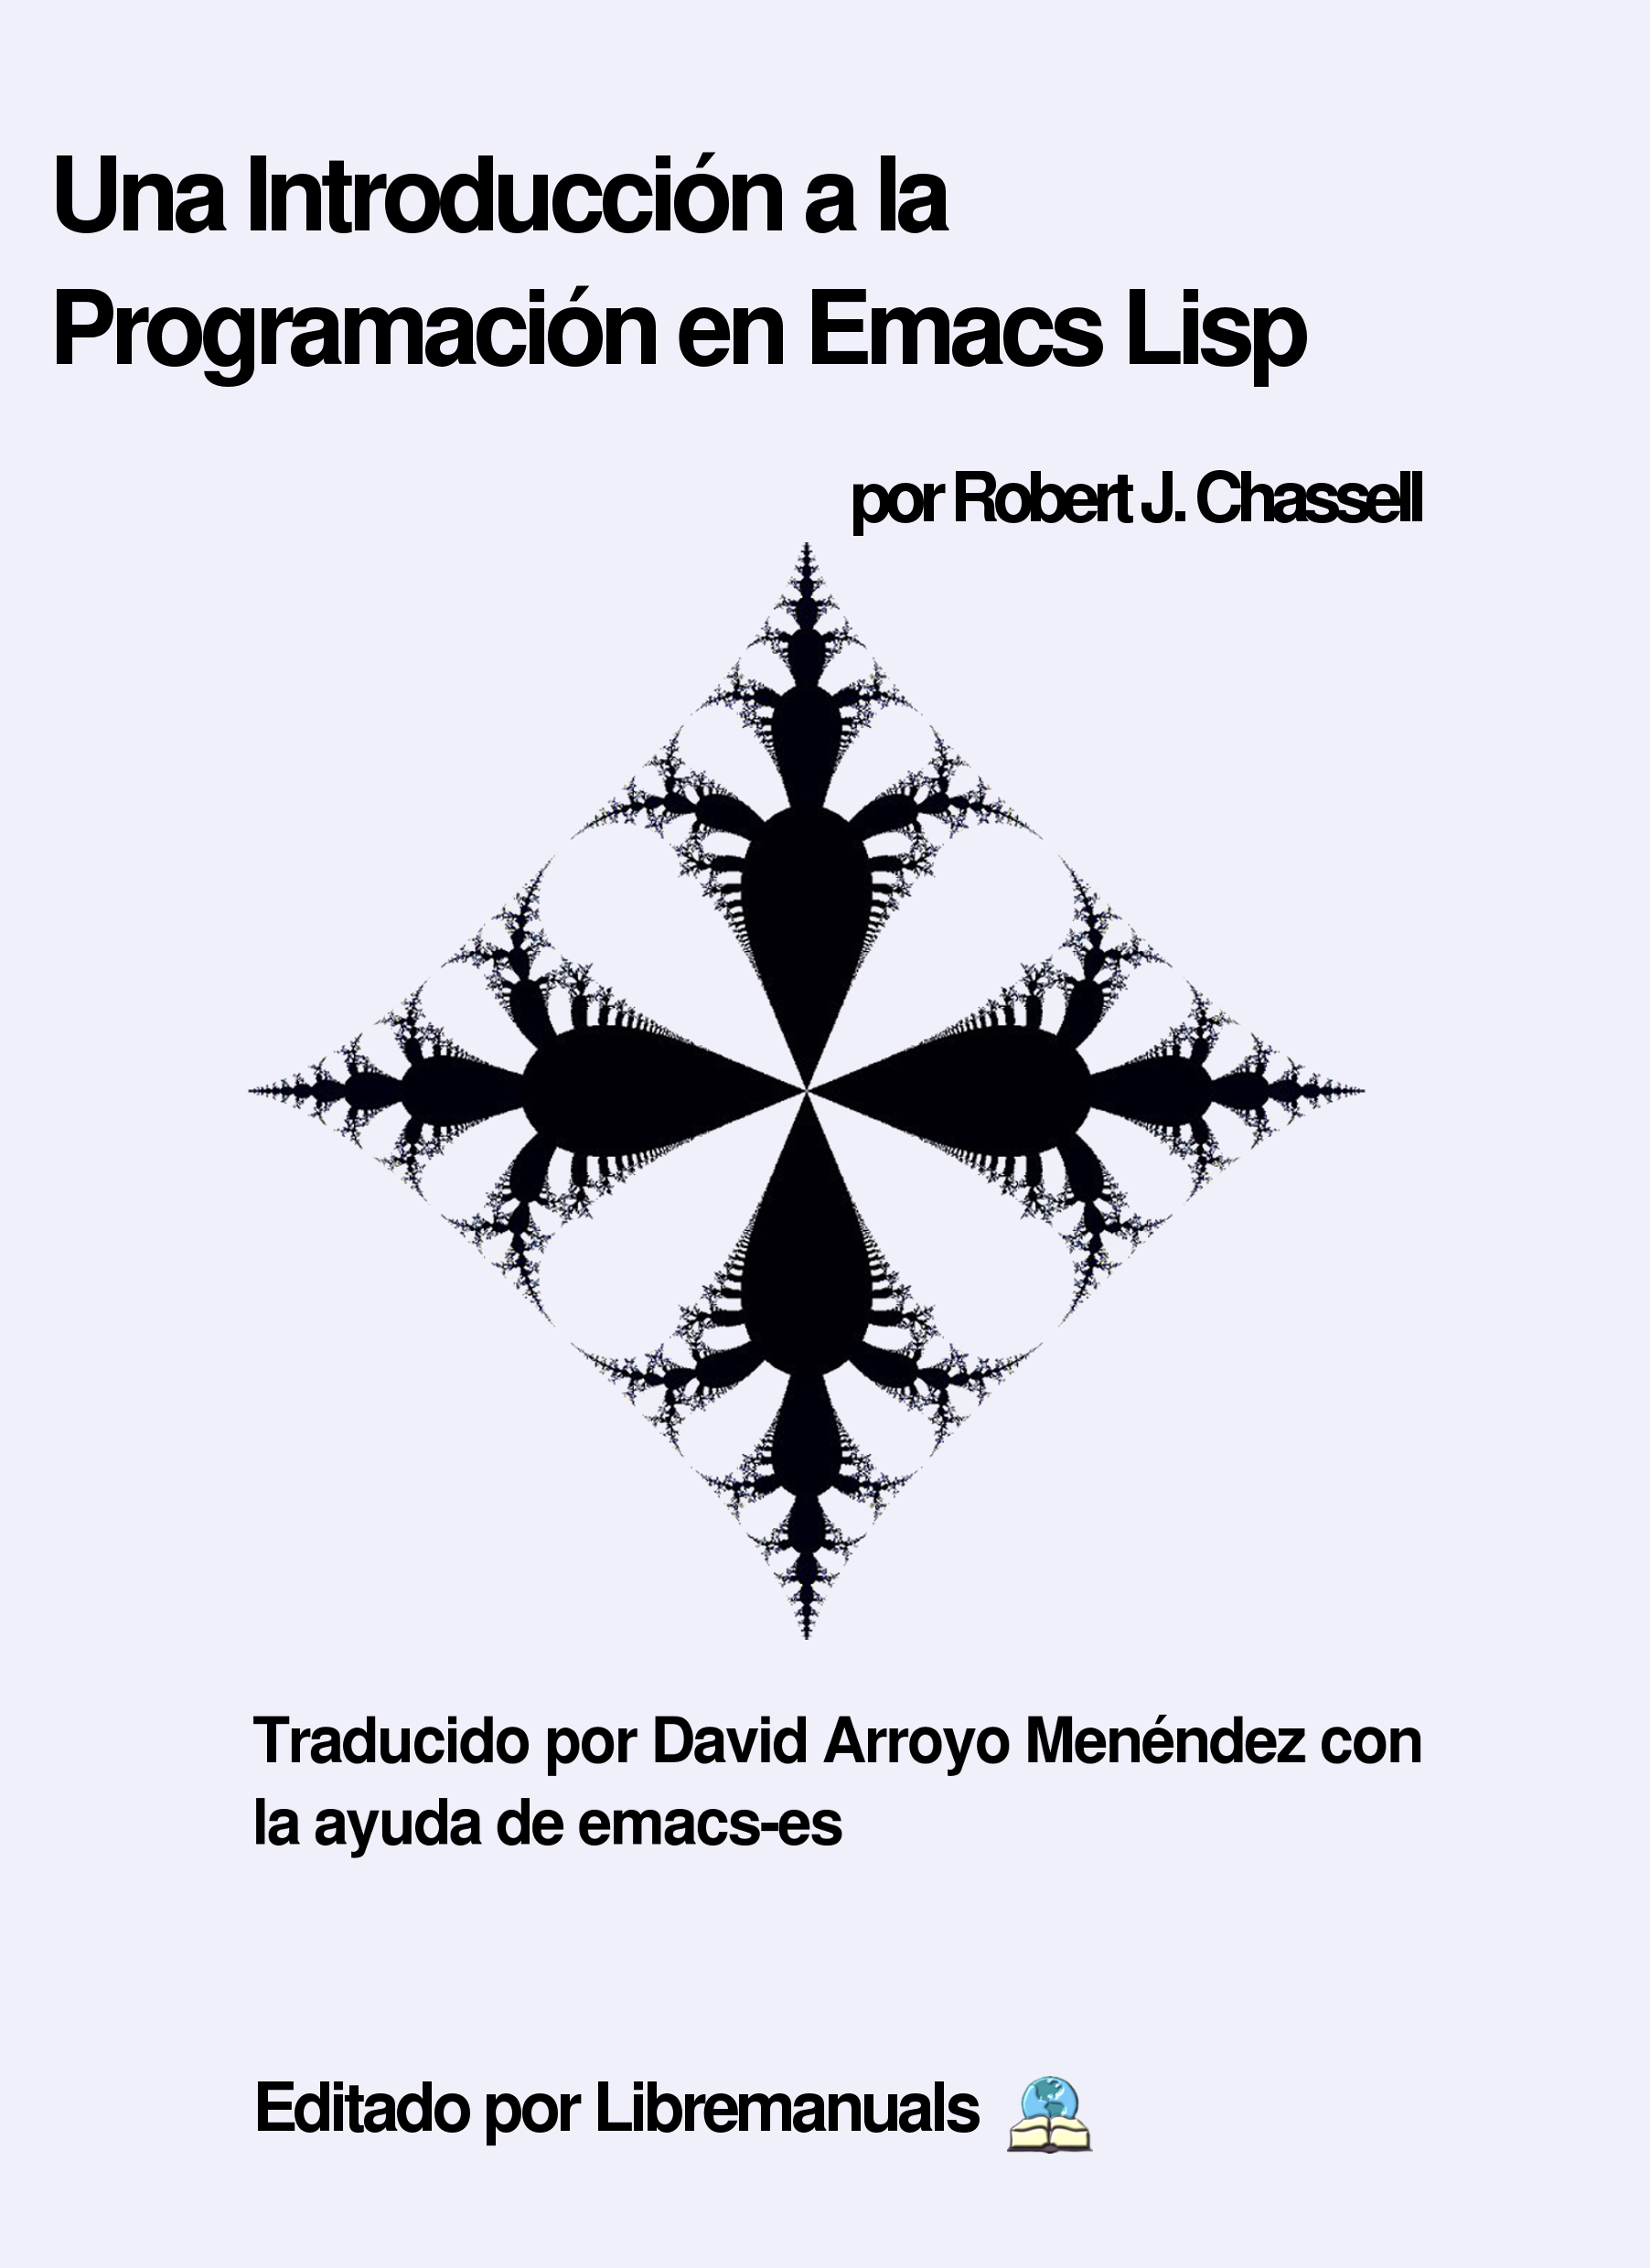 Una Introducción a la
Programación en Emacs Lisp
por Robert J. Chassell
Traducido por David Arroyo Menéndez con
la ayuda de emacs-es
Editado por Libremanuals